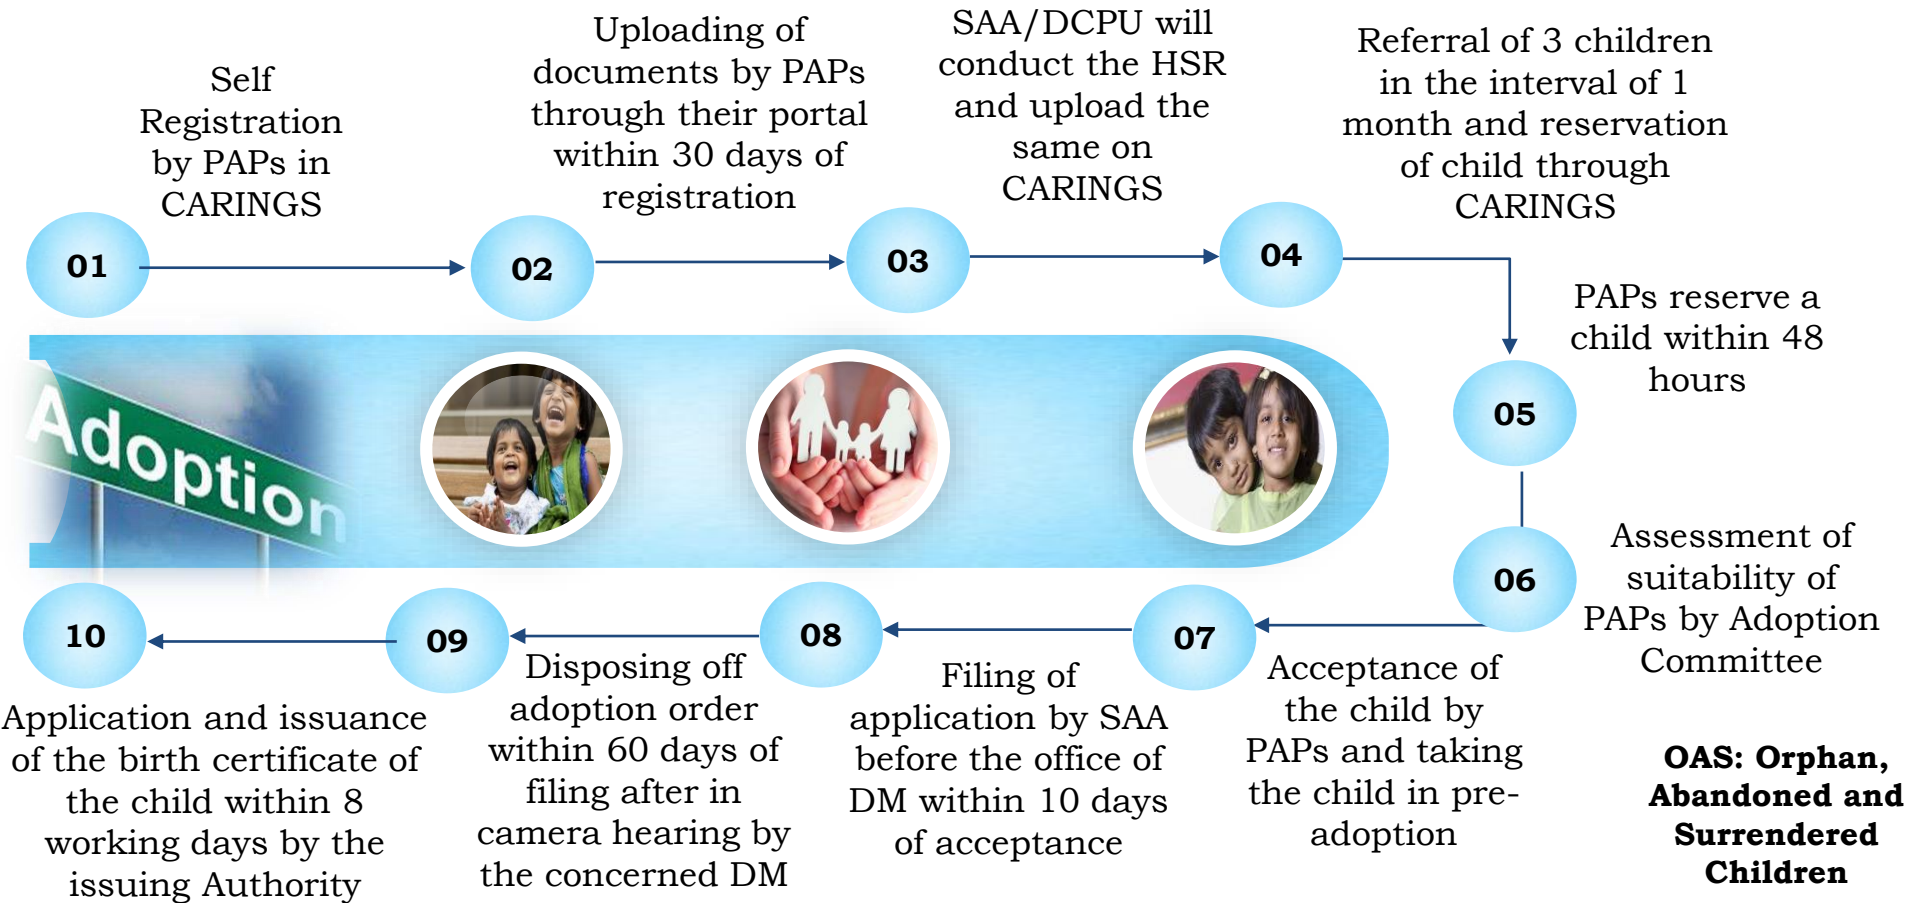 Self
Registration
by PAPs in
CARINGS
Uploading of
documents by PAPs
through their portal
within 30 days of
registration
SAA/DCPU will
conduct the HSR
and upload the
same on
CARINGS
Referral of 3 children
in the interval of 1
month and reservation
of child through
CARINGS
01
02
03
04
PAPs reserve a
child within 48
hours
05
Adoption
Assessment of
suitability of
PAPs by Adoption
Committee
06
07
08
09
10
Acceptance of
the child by
PAPs and taking
the child in pre-
adoption
Filing of
application by SAA
before the office of
DM within 10 days
of acceptance
Disposing off
adoption order
within 60 days of
filing after in
camera hearing by
the concerned DM
Application and issuance
of the birth certificate of
the child within 8
working days by the
issuing Authority
OAS: Orphan,
Abandoned and
Surrendered
Children